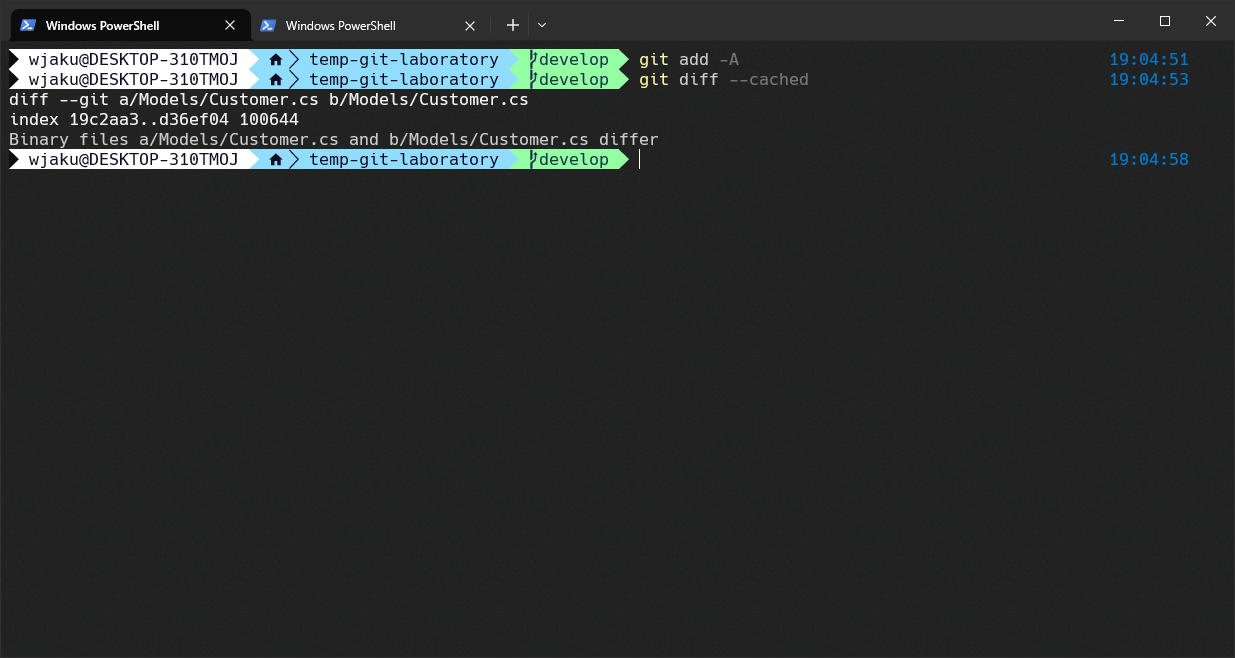 Windows PowerShell
Windows PowerShell
wjaku@DESKTOP-310TMOJ temp-git-laboratory develop git add -A 19:04:51
wjaku@DESKTOP-310TMOJ temp-git-laboratory develop git diff --cached 19:04:53
diff --git a/Models/Customer.cs b/Models/Customer.cs
index 19c2aa3..d36ef04 100644
Binary files a/Models/Customer.cs and b/Models/Customer.cs differ
wjaku@DESKTOP-310TMOJ temp-git-laboratory develop 19:04:58